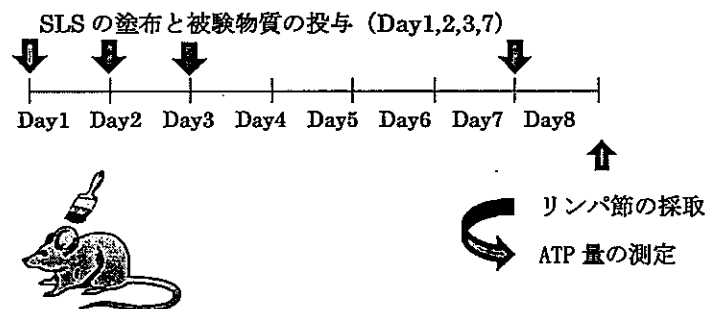 SLS の塗布と被験物質の投与 (Day1,2,3,7)
Day1 Day2 Day3 Day4 Day5 Day6 Day7 Day8
リンパ節の採取
ATP 量の測定